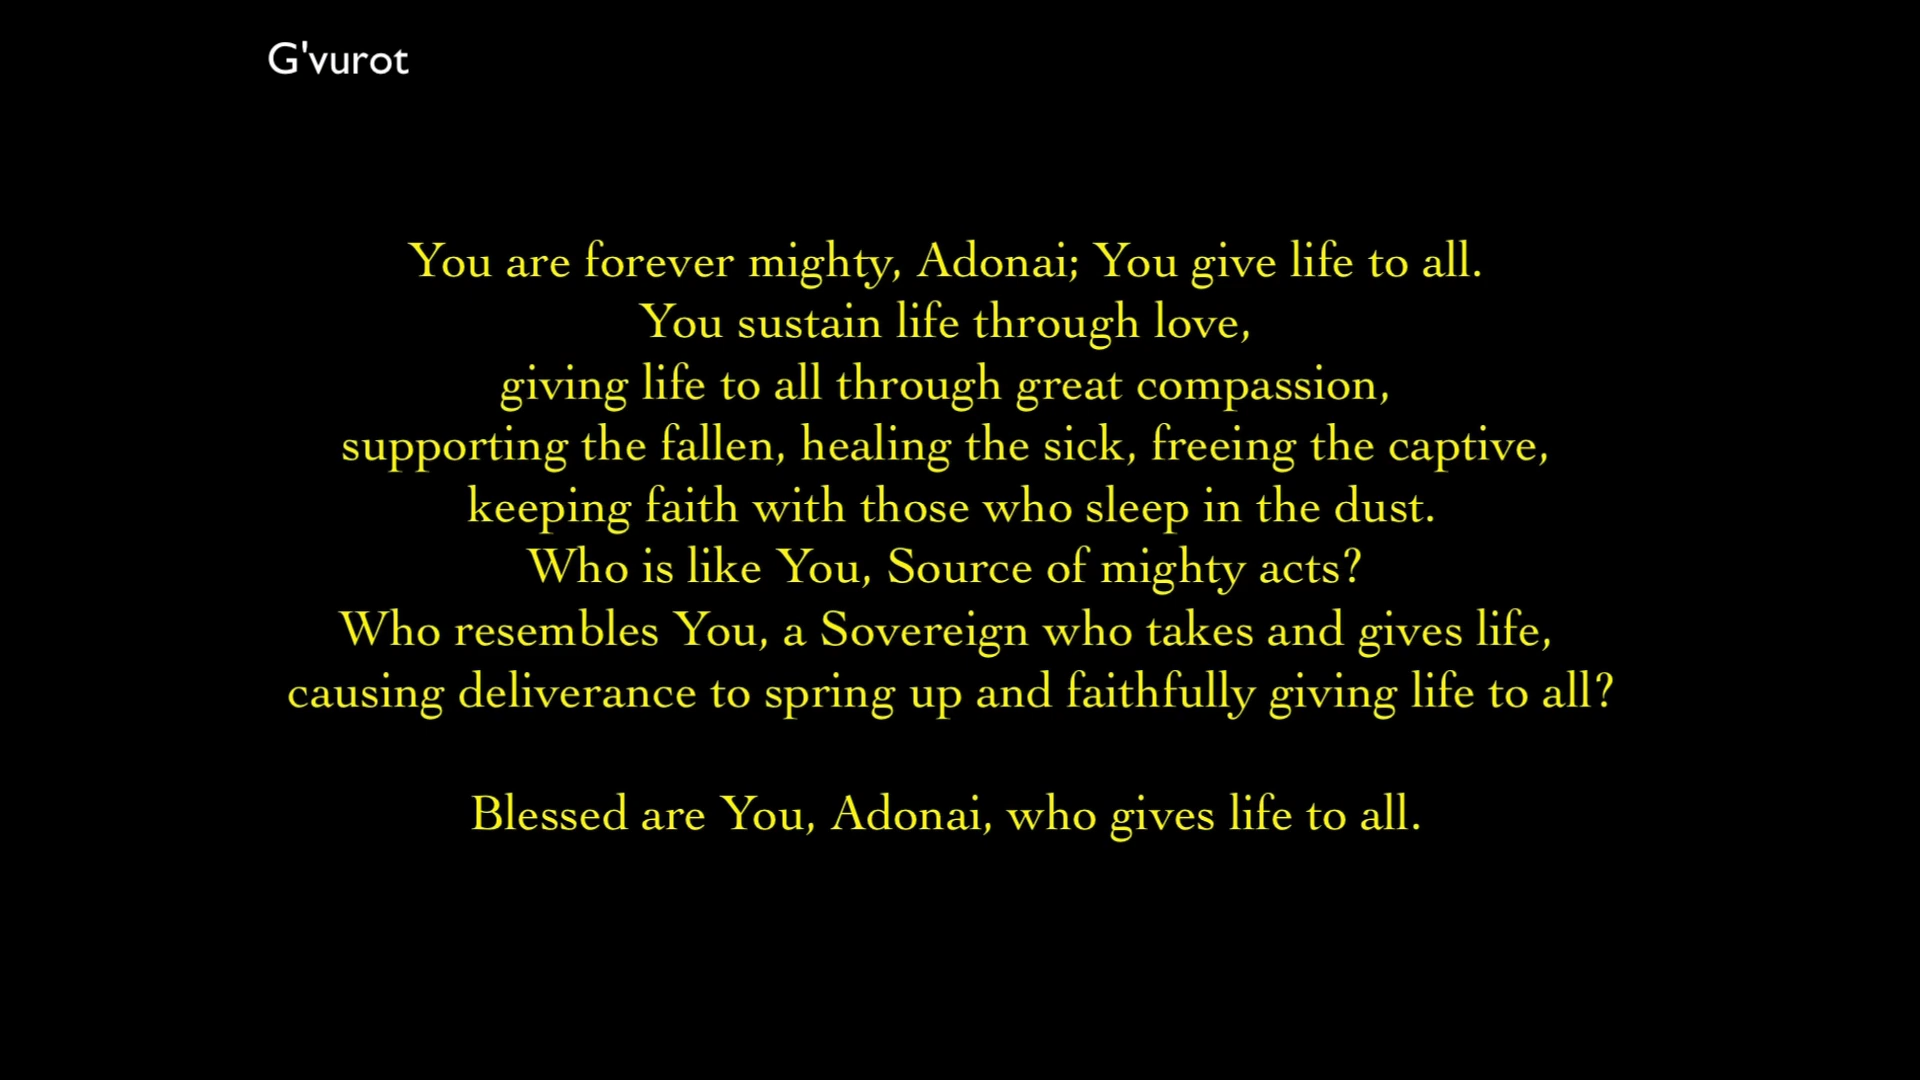 G'vurot
You are forever mighty, Adonai; You give life to all.
You sustain life through love,
giving life to all through great compassion,
supporting the fallen, healing the sick, freeing the captive,
keeping faith with those who sleep in the dust.
Who is like You, Source of mighty acts?
Who resembles You, a Sovereign who takes and gives life,
causing deliverance to spring up and faithfully giving life to all?
Blessed are You, Adonai, who gives life to all.